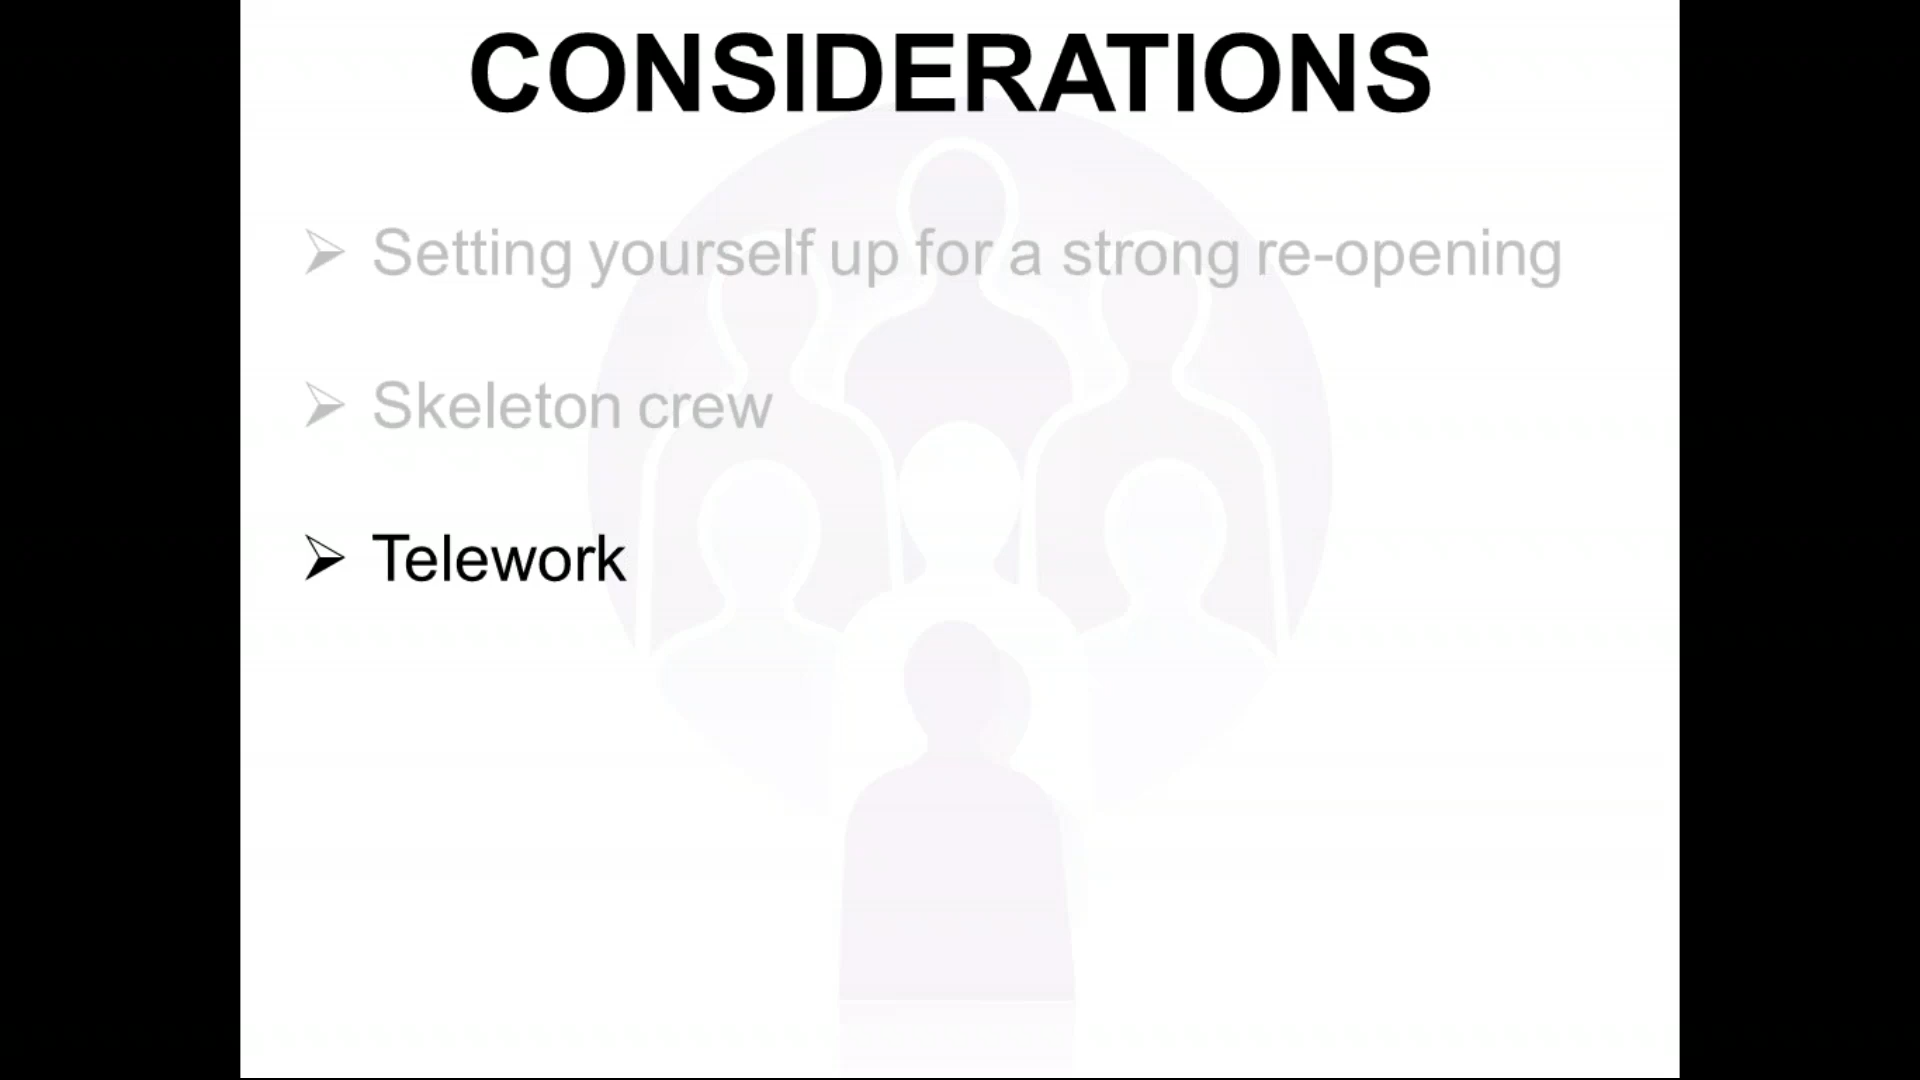 CONSIDERATIONS
Setting yourself up for a strong re-opening
Skeleton crew
Telework